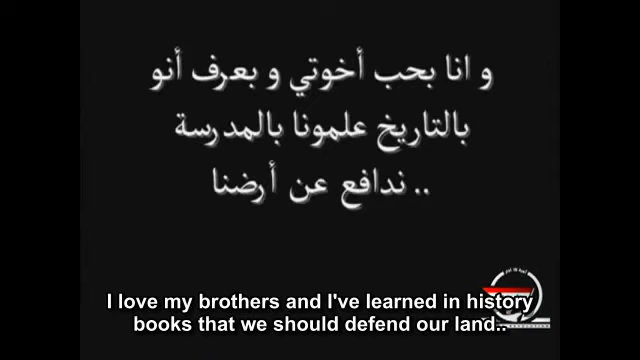 و انا بحب أخوتي و بعرف أنو
بالتاريخ علمونا بالمدرسة
ندافع عن أرضنا ..
I love my brothers and I've learned in history
books that we should defend our land..